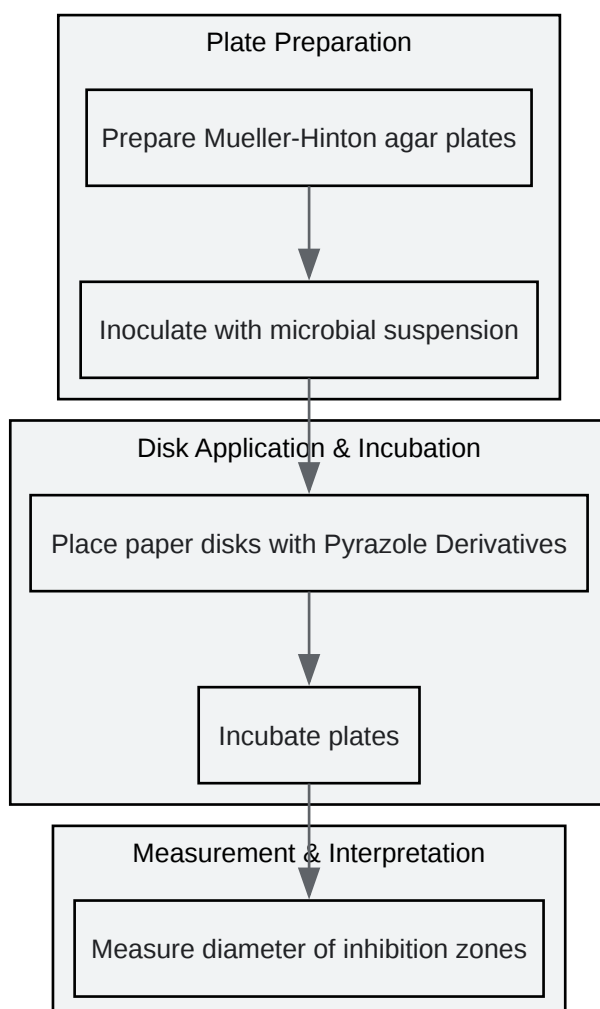 Plate Preparation
Prepare Mueller-Hinton agar plates
Inoculate with microbial suspension
Disk Application & Incubation
Place paper disks with Pyrazole Derivatives
Incubate plates
Measurement & Interpretation
Measure diameter of inhibition zones